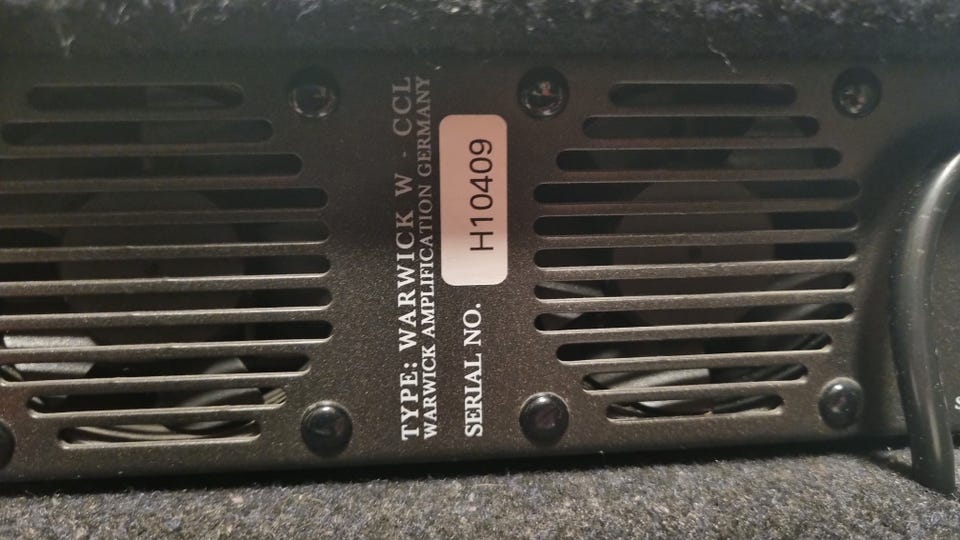 TYPE: WARWICK W - CCL
WARWICK AMPLIFICATION GERMANY
SERIAL NO. H10409